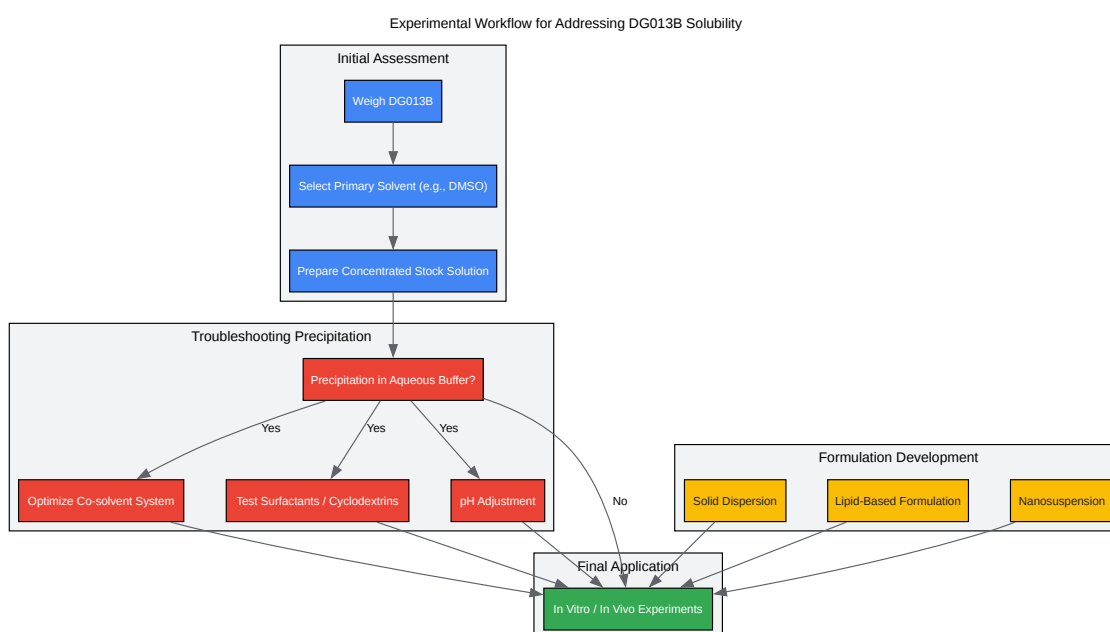 Experimental Workflow for Addressing DG013B Solubility
Initial Assessment
Weigh DG013B
Select Primary Solvent (e.g., DMSO)
Prepare Concentrated Stock Solution
Troubleshooting Precipitation
Precipitation in Aqueous Buffer?
Yes
Yes
Yes
No
Optimize Co-solvent System
Test Surfactants / Cyclodextrins
pH Adjustment
Formulation Development
Solid Dispersion
Lipid-Based Formulation
Nanosuspension
Final Application
In Vitro / In Vivo Experiments